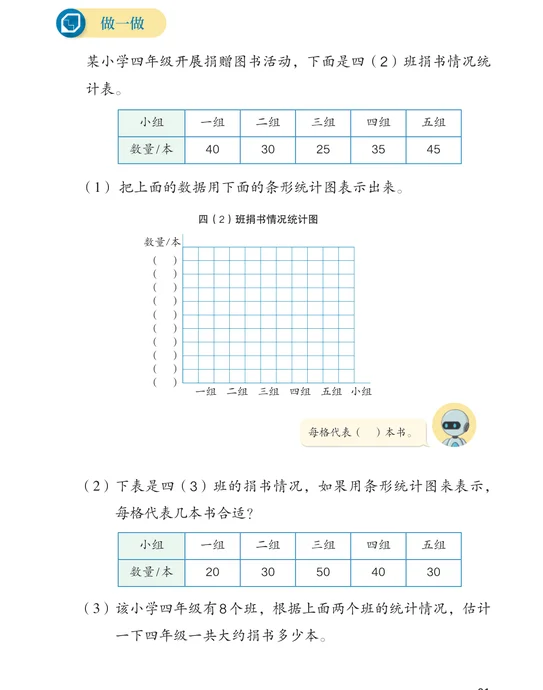 做一做
某小学四年级开展捐赠图书活动，下面是四（2）班捐书情况统
计表。
小组 一组 二组 三组 四组 五组
数量/本 40 30 25 35 45
（1）把上面的数据用下面的条形统计图表示出来。
四（2）班捐书情况统计图
数量/本
（ ）
（ ）
（ ）
（ ）
（ ）
（ ）
（ ）
（ ）
（ ）
（ ）
一组 二组 三组 四组 五组 小组
每格代表（ ）本书。
（2）下表是四（3）班的捐书情况，如果用条形统计图来表示，
每格代表几本书合适？
小组 一组 二组 三组 四组 五组
数量/本 20 30 50 40 30
（3）该小学四年级有8个班，根据上面两个班的统计情况，估计
一下四年级一共大约捐书多少本。